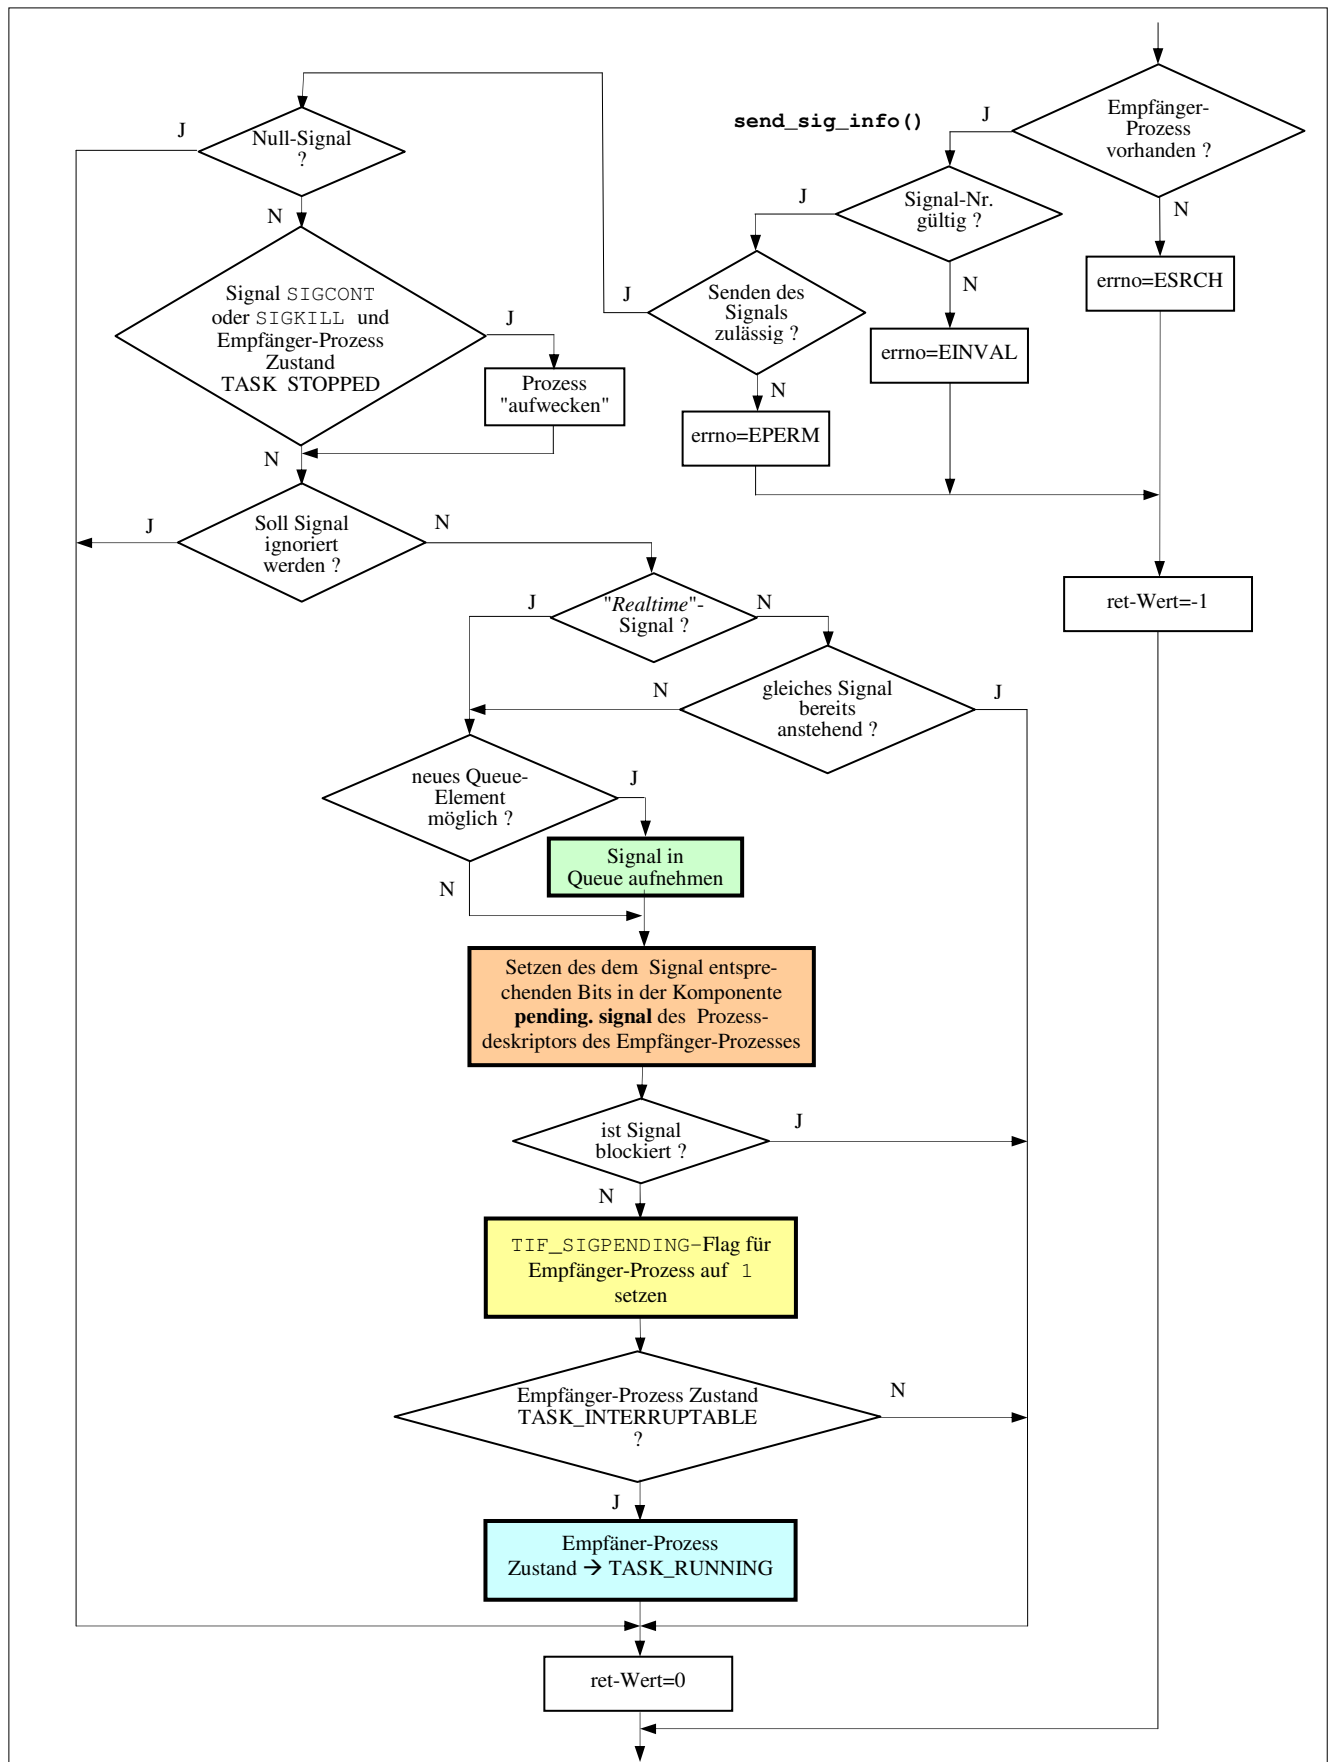 send_sig_info()
Empfänger-
Prozess
vorhanden ?
J
N
errno=ESRCH
Signal-Nr.
gültig ?
J
N
errno=EINVAL
Senden des
Signals
zulässig ?
J
N
errno=EPERM
ret-Wert=-1
Null-Signal
?
J
N
Signal SIGCONT
oder SIGKILL und
Empfänger-Prozess
Zustand
TASK STOPPED
J
N
Prozess
"aufwecken"
Soll Signal
ignoriert
werden ?
J
N
"Realtime"-
Signal ?
J
N
gleiches Signal
bereits
anstehend ?
N
J
neues Queue-
Element
möglich ?
J
N
Signal in
Queue aufnehmen
Setzen des dem Signal entspre-
chenden Bits in der Komponente
pending. signal des Prozess-
deskriptors des Empfänger-Prozesses
ist Signal
blockiert ?
J
N
TIF_SIGPENDING-Flag für
Empfänger-Prozess auf 1
setzen
Empfänger-Prozess Zustand
TASK_INTERRUPTABLE
?
N
J
Empfäner-Prozess
Zustand → TASK_RUNNING
ret-Wert=0